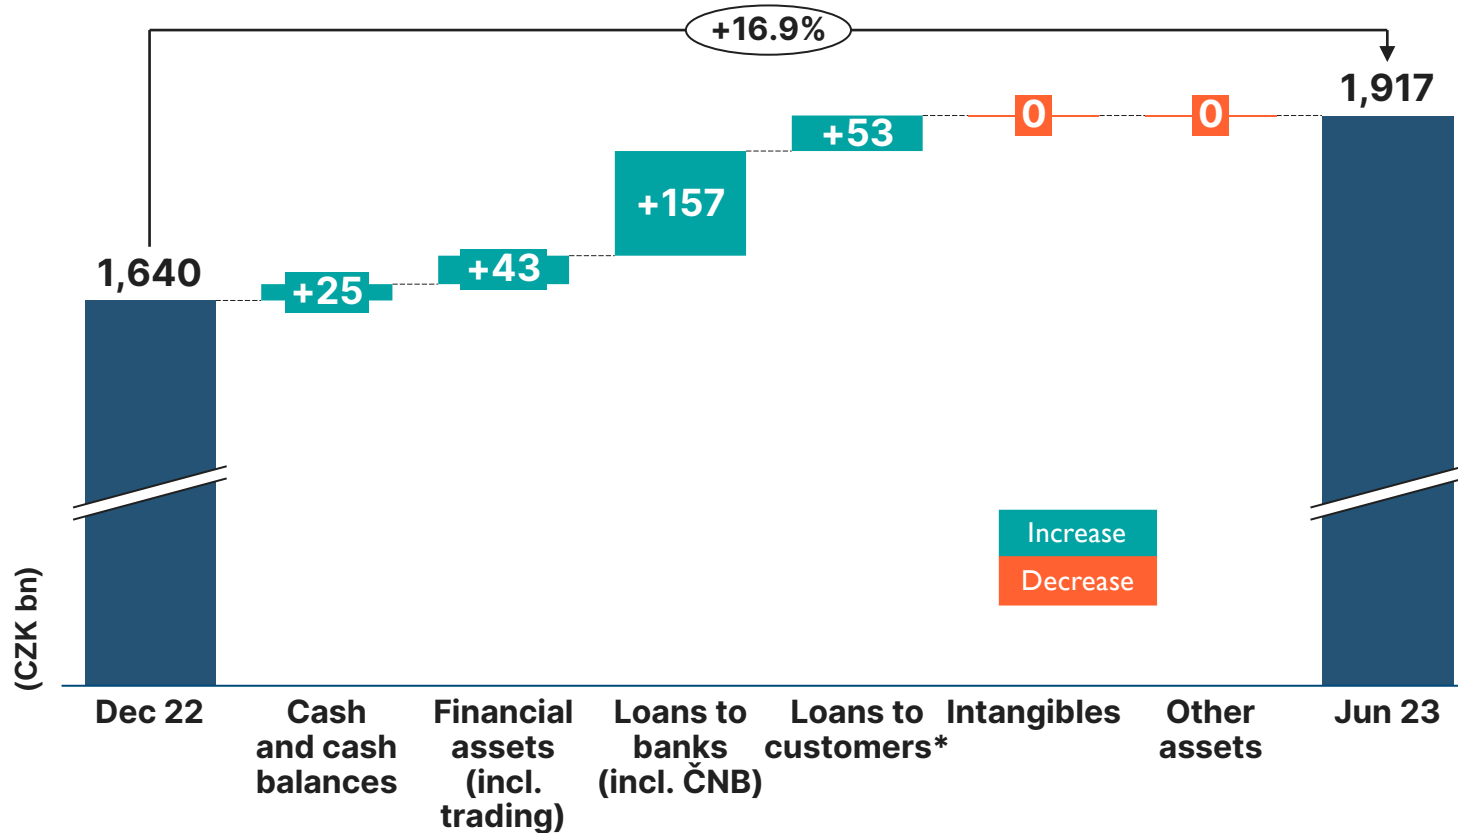 +16.9%
1,917
0
0
+53
+157
+43
1,640
+25
Increase
Decrease
(CZK bn)
Dec 22
Cash
and cash
balances
Financial
assets
(incl.
trading)
Loans to
banks
(incl. ČNB)
Loans to
customers*
Intangibles
Other
assets
Jun 23